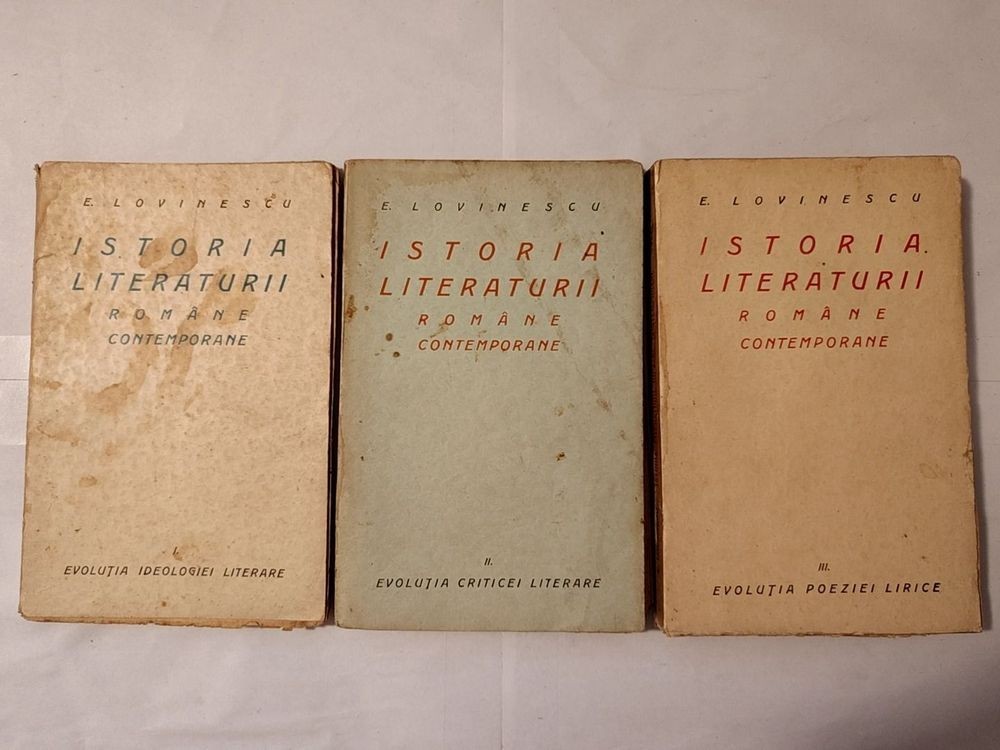 E. LOVINESCU
ISTORIA
LITERATURII
ROMÂNE
CONTEMPORANE
I.
EVOLUȚIA IDEOLOGIEI LITERARE
E. LOVINESCU
ISTORIA
LITERATURII
ROMÂNE
CONTEMPORANE
II.
EVOLUȚIA CRITICEI LITERARE
E. LOVINESCU
ISTORIA
LITERATURII
ROMÂNE
CONTEMPORANE
III.
EVOLUȚIA POEZIEI LIRICE